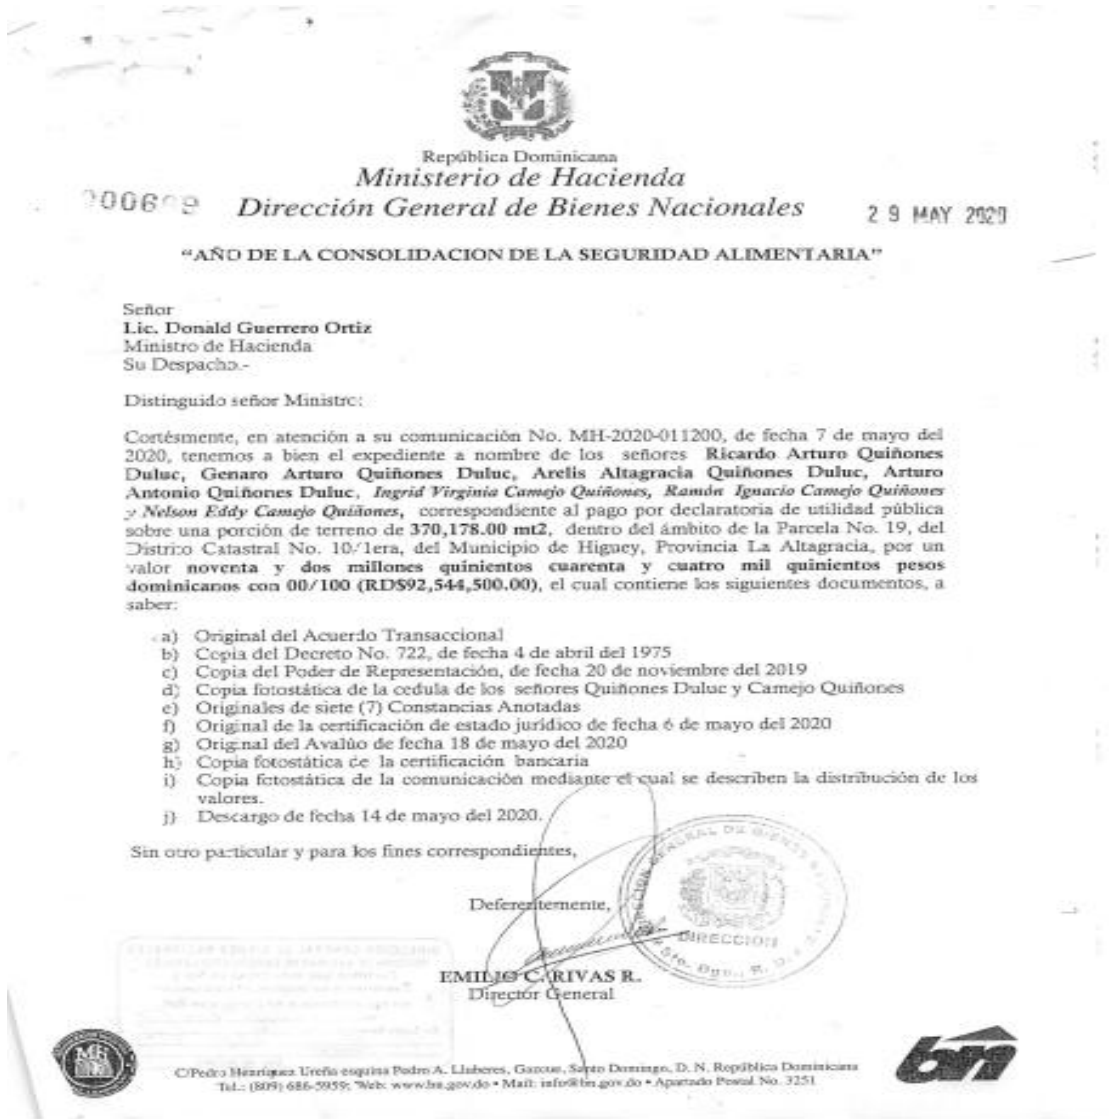 República Dominicana
Ministerio de Hacienda
Dirección General de Bienes Nacionales
29 MAY 2020
“AÑO DE LA CONSOLIDACION DE LA SEGURIDAD ALIMENTARIA”
Señor
Lic. Donald Guerrero Ortiz
Ministro de Hacienda
Su Despacho.-
Distinguido señor Ministro:
Cortésmente, en atención a su comunicación No. MH-2020-011200, de fecha 7 de mayo del
2020, tenemos a bien el expediente a nombre de los señores Ricardo Arturo Quiñones
Duluc, Genaro Arturo Quiñones Duluc, Arelis Altagracia Quiñones Duluc, Arturo
Antonio Quiñones Duluc, Ingrid Virginia Camejo Quiñones, Ramón Ignacio Camejo Quiñones
y Nelson Eddy Camejo Quiñones, correspondiente al pago por declaratoria de utilidad pública
sobre una porción de terreno de 370,178.00 mt2, dentro del ámbito de la Parcela No. 19, del
Distrito Catastral No. 10/1era, del Municipio de Higuey, Provincia La Altagracia, por un
valor noventa y dos millones quinientos cuarenta y cuatro mil quinientos pesos
dominicanos con 00/100 (RD$92,544,500.00), el cual contiene los siguientes documentos, a
saber:
a) Original del Acuerdo Transaccional
b) Copia del Decreto No. 722, de fecha 4 de abril del 1975
c) Copia del Poder de Representación, de fecha 20 de noviembre del 2019
d) Copia fotostática de la cedula de los señores Quiñones Duluc y Camejo Quiñones
e) Originales de siete (7) Constancias Anotadas
f) Original de la certificación de estado jurídico de fecha 6 de mayo del 2020
g) Original del Avalúo de fecha 18 de mayo del 2020
h) Copia fotostática de la certificación bancaria
i) Copia fotostática de la comunicación mediante el cual se describen la distribución de los
valores.
j) Descargo de fecha 14 de mayo del 2020.
Sin otro particular y para los fines correspondientes,
Deferentemente,
DIRECCION GENERAL DE BIENES NACIONALES
DIRECCION
Sto. Dgo., R. D.
EMILIO C. RIVAS R.
Director General
MH
bn
C/Pedro Henríquez Ureña esquina Pedro A. Lluberes, Gazcue, Santo Domingo, D. N. República Dominicana
Tel.: (809) 686-5959; Web: www.bn.gov.do • Mail: info@bn.gov.do • Apartado Postal No. 3251